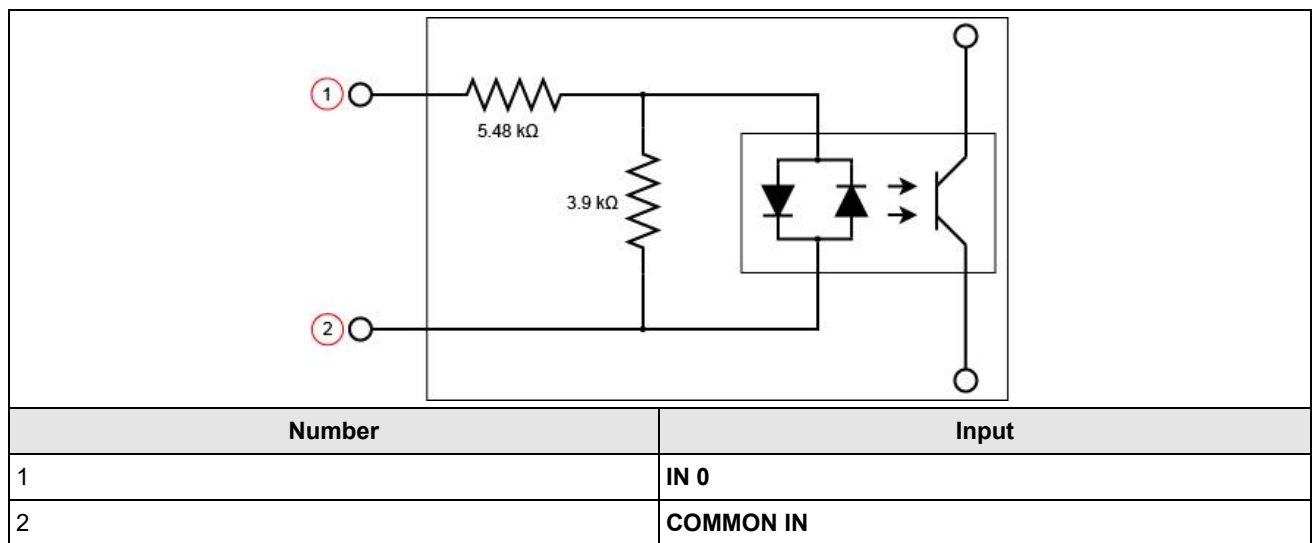 1
5.48 kΩ
3.9 kΩ
2
Number Input
1 IN 0
2 COMMON IN